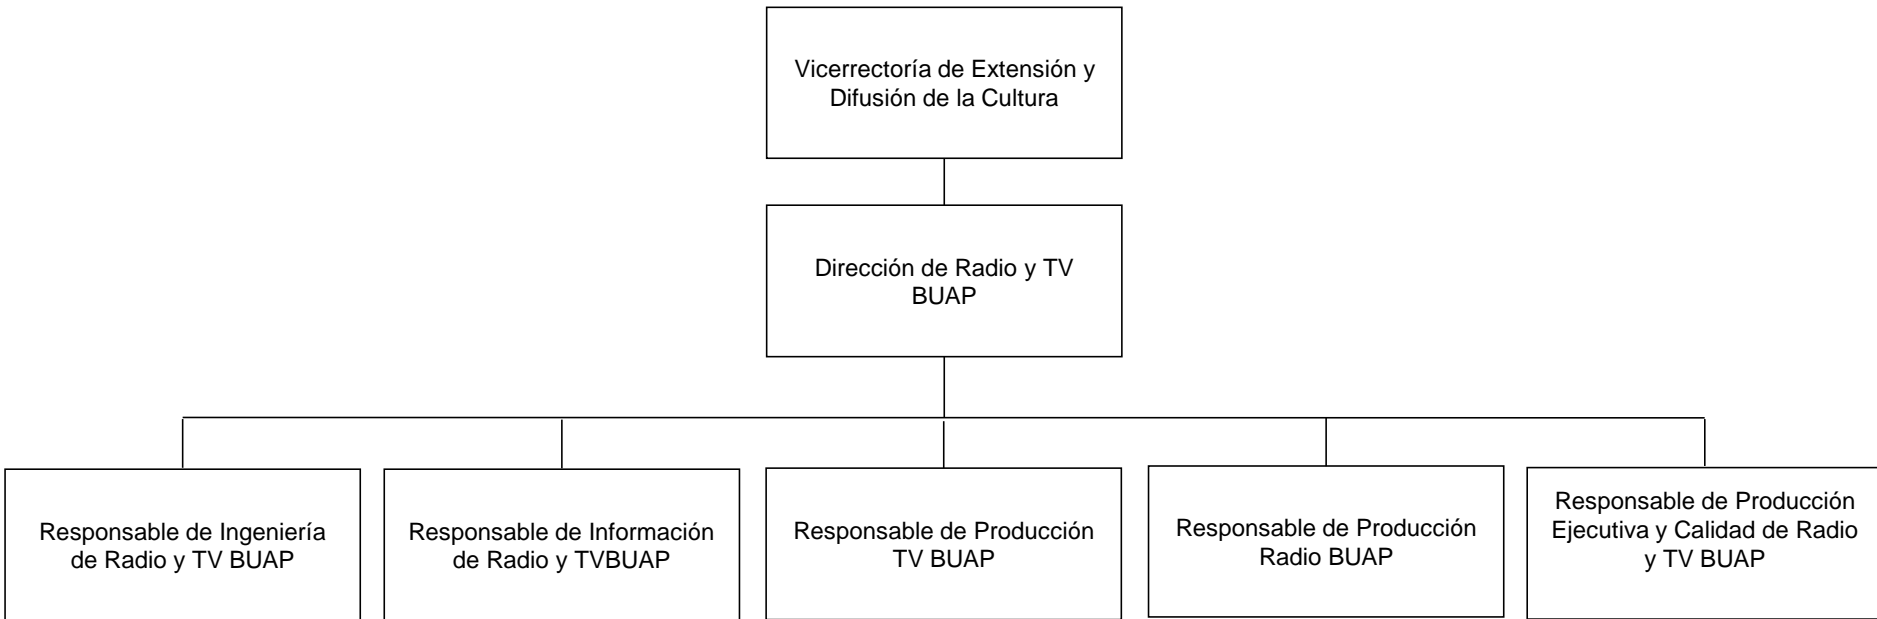 Vicerrectoría de Extensión y
Difusión de la Cultura
Dirección de Radio y TV
BUAP
Responsable de Ingeniería
de Radio y TV BUAP
Responsable de Información
de Radio y TVBUAP
Responsable de Producción
TV BUAP
Responsable de Producción
Radio BUAP
Responsable de Producción
Ejecutiva y Calidad de Radio
y TV BUAP